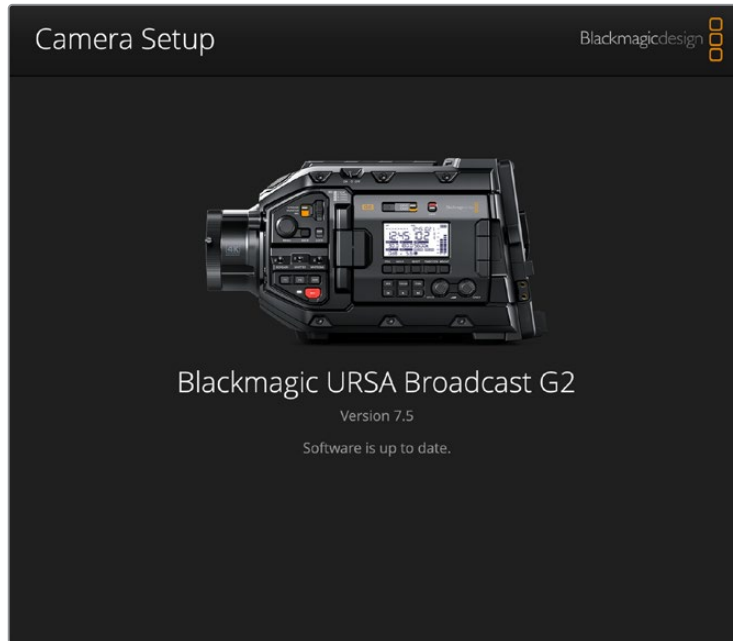 Camera Setup
Blackmagicdesign
Blackmagic URSA Broadcast G2
Version 7.5
Software is up to date.